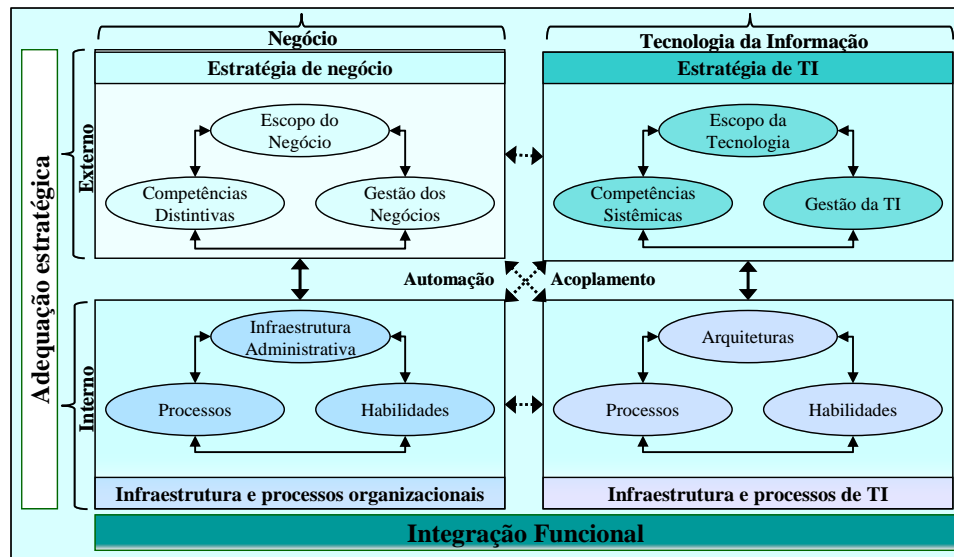 Negócio
Tecnologia da Informação
Estratégia de negócio
Estratégia de TI
Adequação estratégica
Externo
Escopo do
Negócio
Competências
Distintivas
Gestão dos
Negócios
Escopo da
Tecnologia
Competências
Sistêmicas
Gestão da TI
Automação
Acoplamento
Interno
Infraestrutura
Administrativa
Processos
Habilidades
Arquiteturas
Processos
Habilidades
Infraestrutura e processos organizacionais
Infraestrutura e processos de TI
Integração Funcional